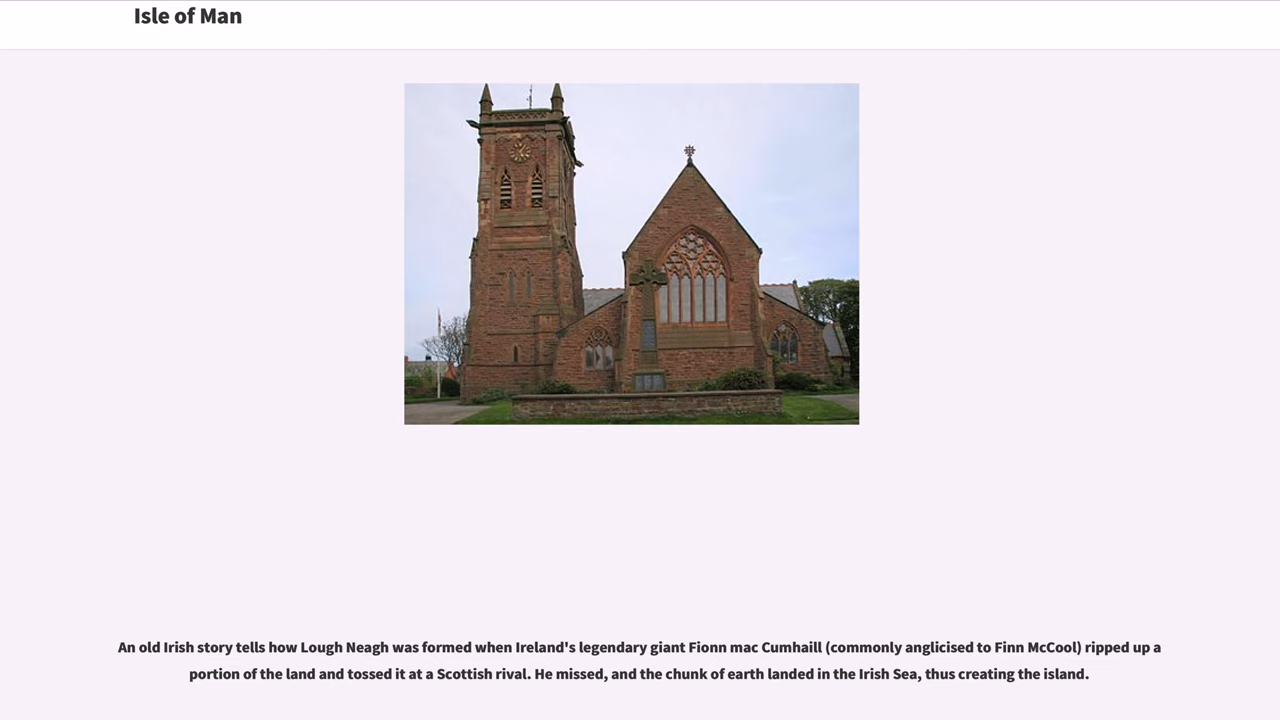 Isle of Man
An old Irish story tells how Lough Neagh was formed when Ireland's legendary giant Fionn mac Cumhaill (commonly anglicised to Finn McCool) ripped up a
portion of the land and tossed it at a Scottish rival. He missed, and the chunk of earth landed in the Irish Sea, thus creating the island.